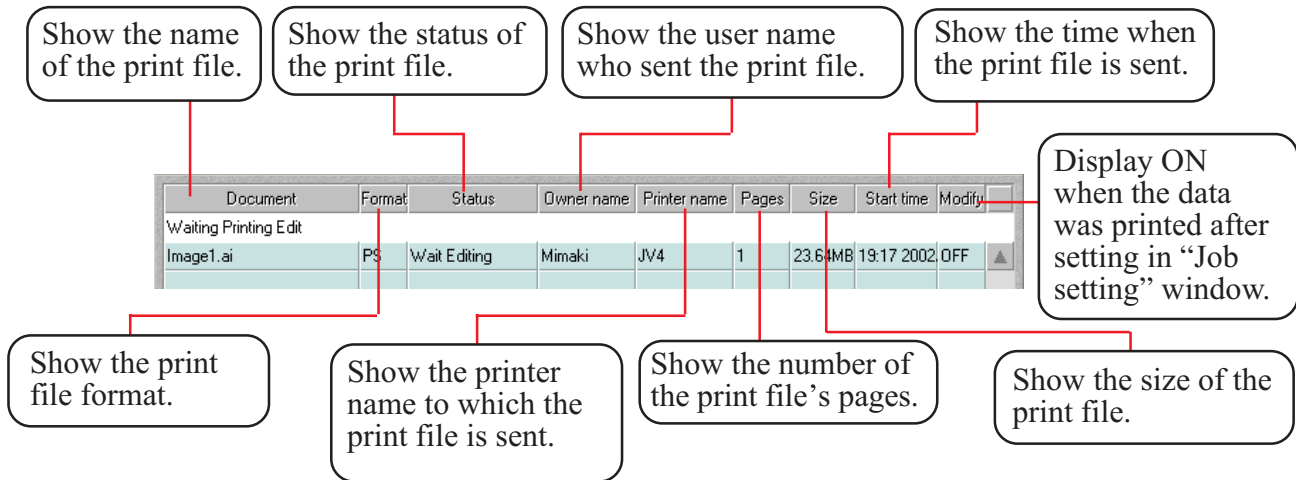 Show the name
of the print file.
Show the status of
the print file.
Show the user name
who sent the print file.
Show the time when
the print file is sent.
Display ON
when the data
was printed after
setting in “Job
setting” window.
Document Format Status Owner name Printer name Pages Size Start time Modify
Waiting Printing Edit
Image1.ai PS Wait Editing Mimaki JV4 1 23.64MB 19:17 2002. OFF
Show the print
file format.
Show the printer
name to which the
print file is sent.
Show the number of
the print file’s pages.
Show the size of the
print file.